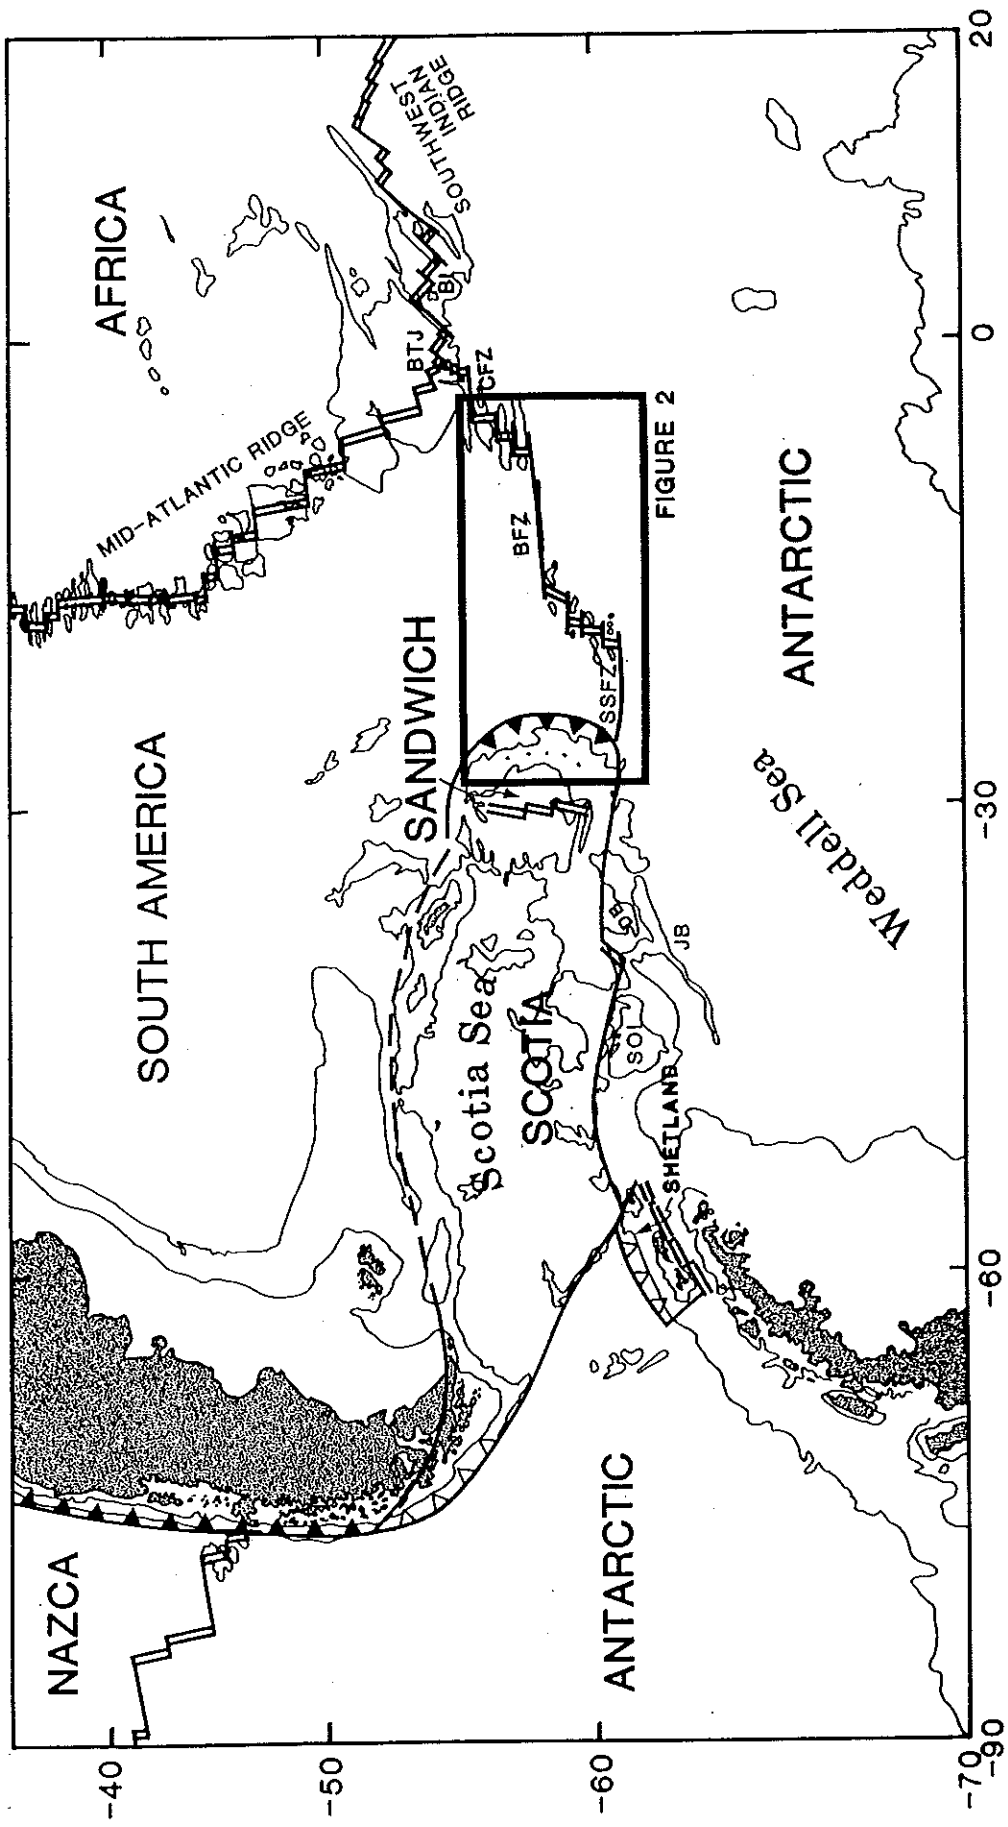 NAZCA
SOUTH AMERICA
AFRICA
MID-ATLANTIC RIDGE
SOUTHWEST
INDIAN
RIDGE
BTJ
BI
CFZ
SANDWICH
BFZ
SSFZ
FIGURE 2
Scotia Sea
SCOTIA
DB
JB
SOI
SHETLAND
ANTARCTIC
ANTARCTIC
Weddell Sea
-40
-50
-60
-70
-90
-60
-30
0
20